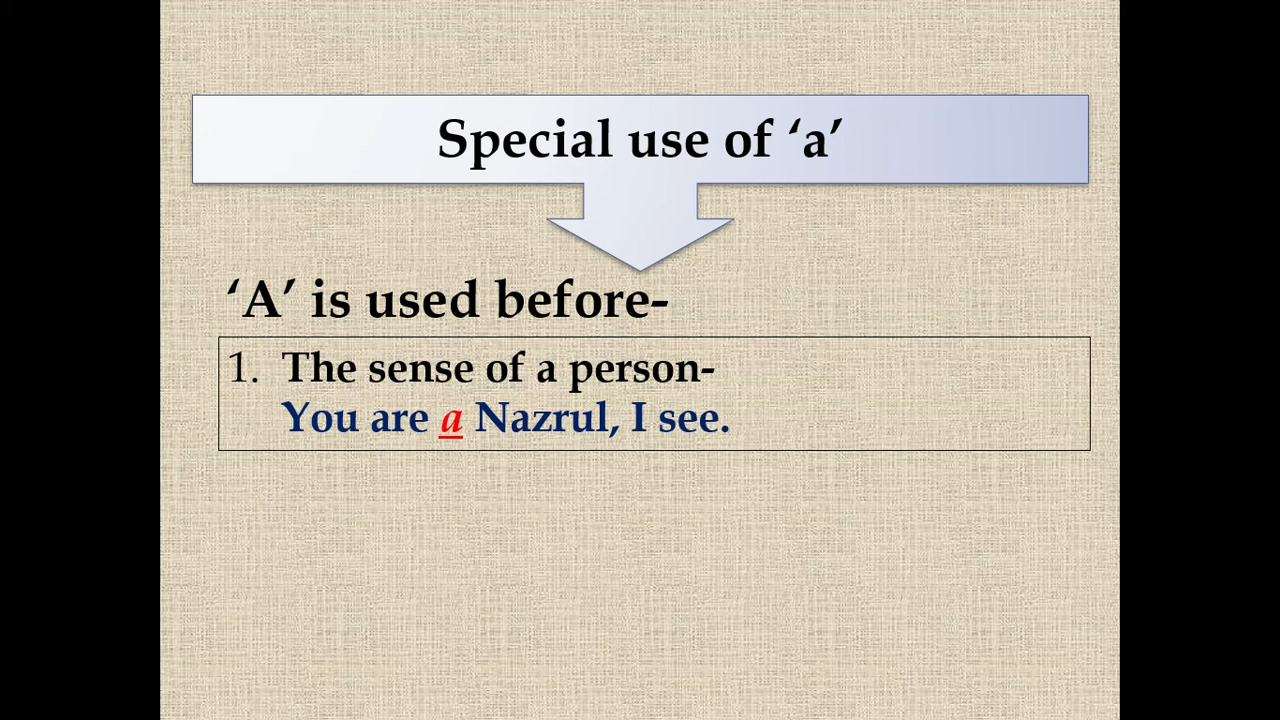 Special use of ‘a’
‘A’ is used before-
1. The sense of a person-
You are a Nazrul, I see.